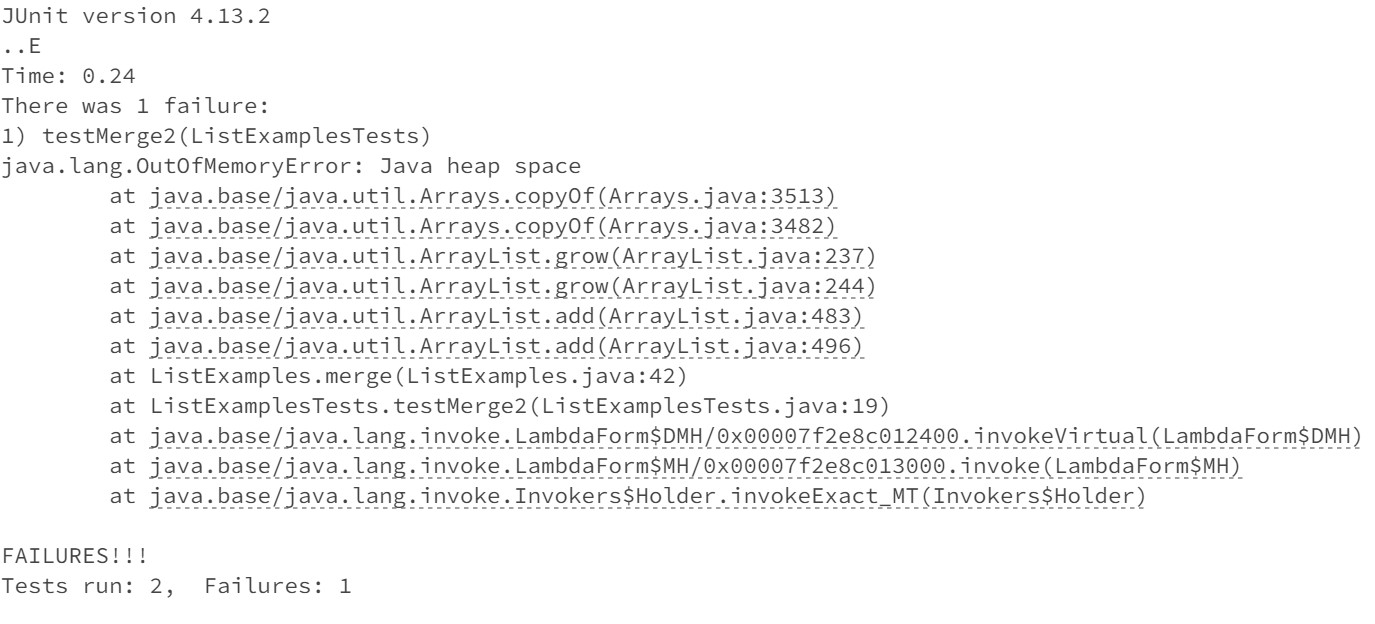 JUnit version 4.13.2
..E
Time: 0.24
There was 1 failure:
1) testMerge2(ListExamplesTests)
java.lang.OutOfMemoryError: Java heap space
        at java.base/java.util.Arrays.copyOf(Arrays.java:3513)
        at java.base/java.util.Arrays.copyOf(Arrays.java:3482)
        at java.base/java.util.ArrayList.grow(ArrayList.java:237)
        at java.base/java.util.ArrayList.grow(ArrayList.java:244)
        at java.base/java.util.ArrayList.add(ArrayList.java:483)
        at java.base/java.util.ArrayList.add(ArrayList.java:496)
        at ListExamples.merge(ListExamples.java:42)
        at ListExamplesTests.testMerge2(ListExamplesTests.java:19)
        at java.base/java.lang.invoke.LambdaForm$DMH/0x00007f2e8c012400.invokeVirtual(LambdaForm$DMH)
        at java.base/java.lang.invoke.LambdaForm$MH/0x00007f2e8c013000.invoke(LambdaForm$MH)
        at java.base/java.lang.invoke.Invokers$Holder.invokeExact_MT(Invokers$Holder)

FAILURES!!!
Tests run: 2,  Failures: 1